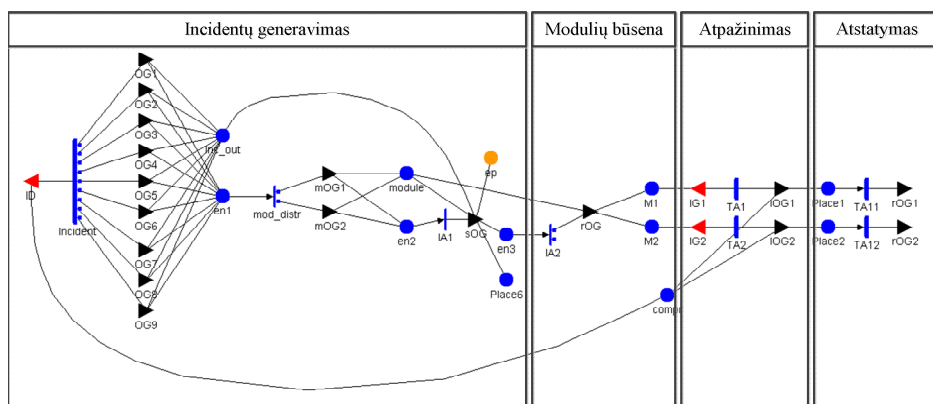 Incidentų generavimas
Modulių būsena
Atpažinimas
Atstatymas
OG1
OG2
OG3
OG4
OG5
OG6
OG7
OG8
OG9
ID
Incident
inc_out
en1
mod_distr
mOG1
mOG2
module
en2
IA1
ep
sOG
en3
Place6
IA2
rOG
M1
M2
compr
IG1
IG2
TA1
TA2
IOG1
IOG2
Place1
Place2
TA11
TA12
rOG1
rOG2